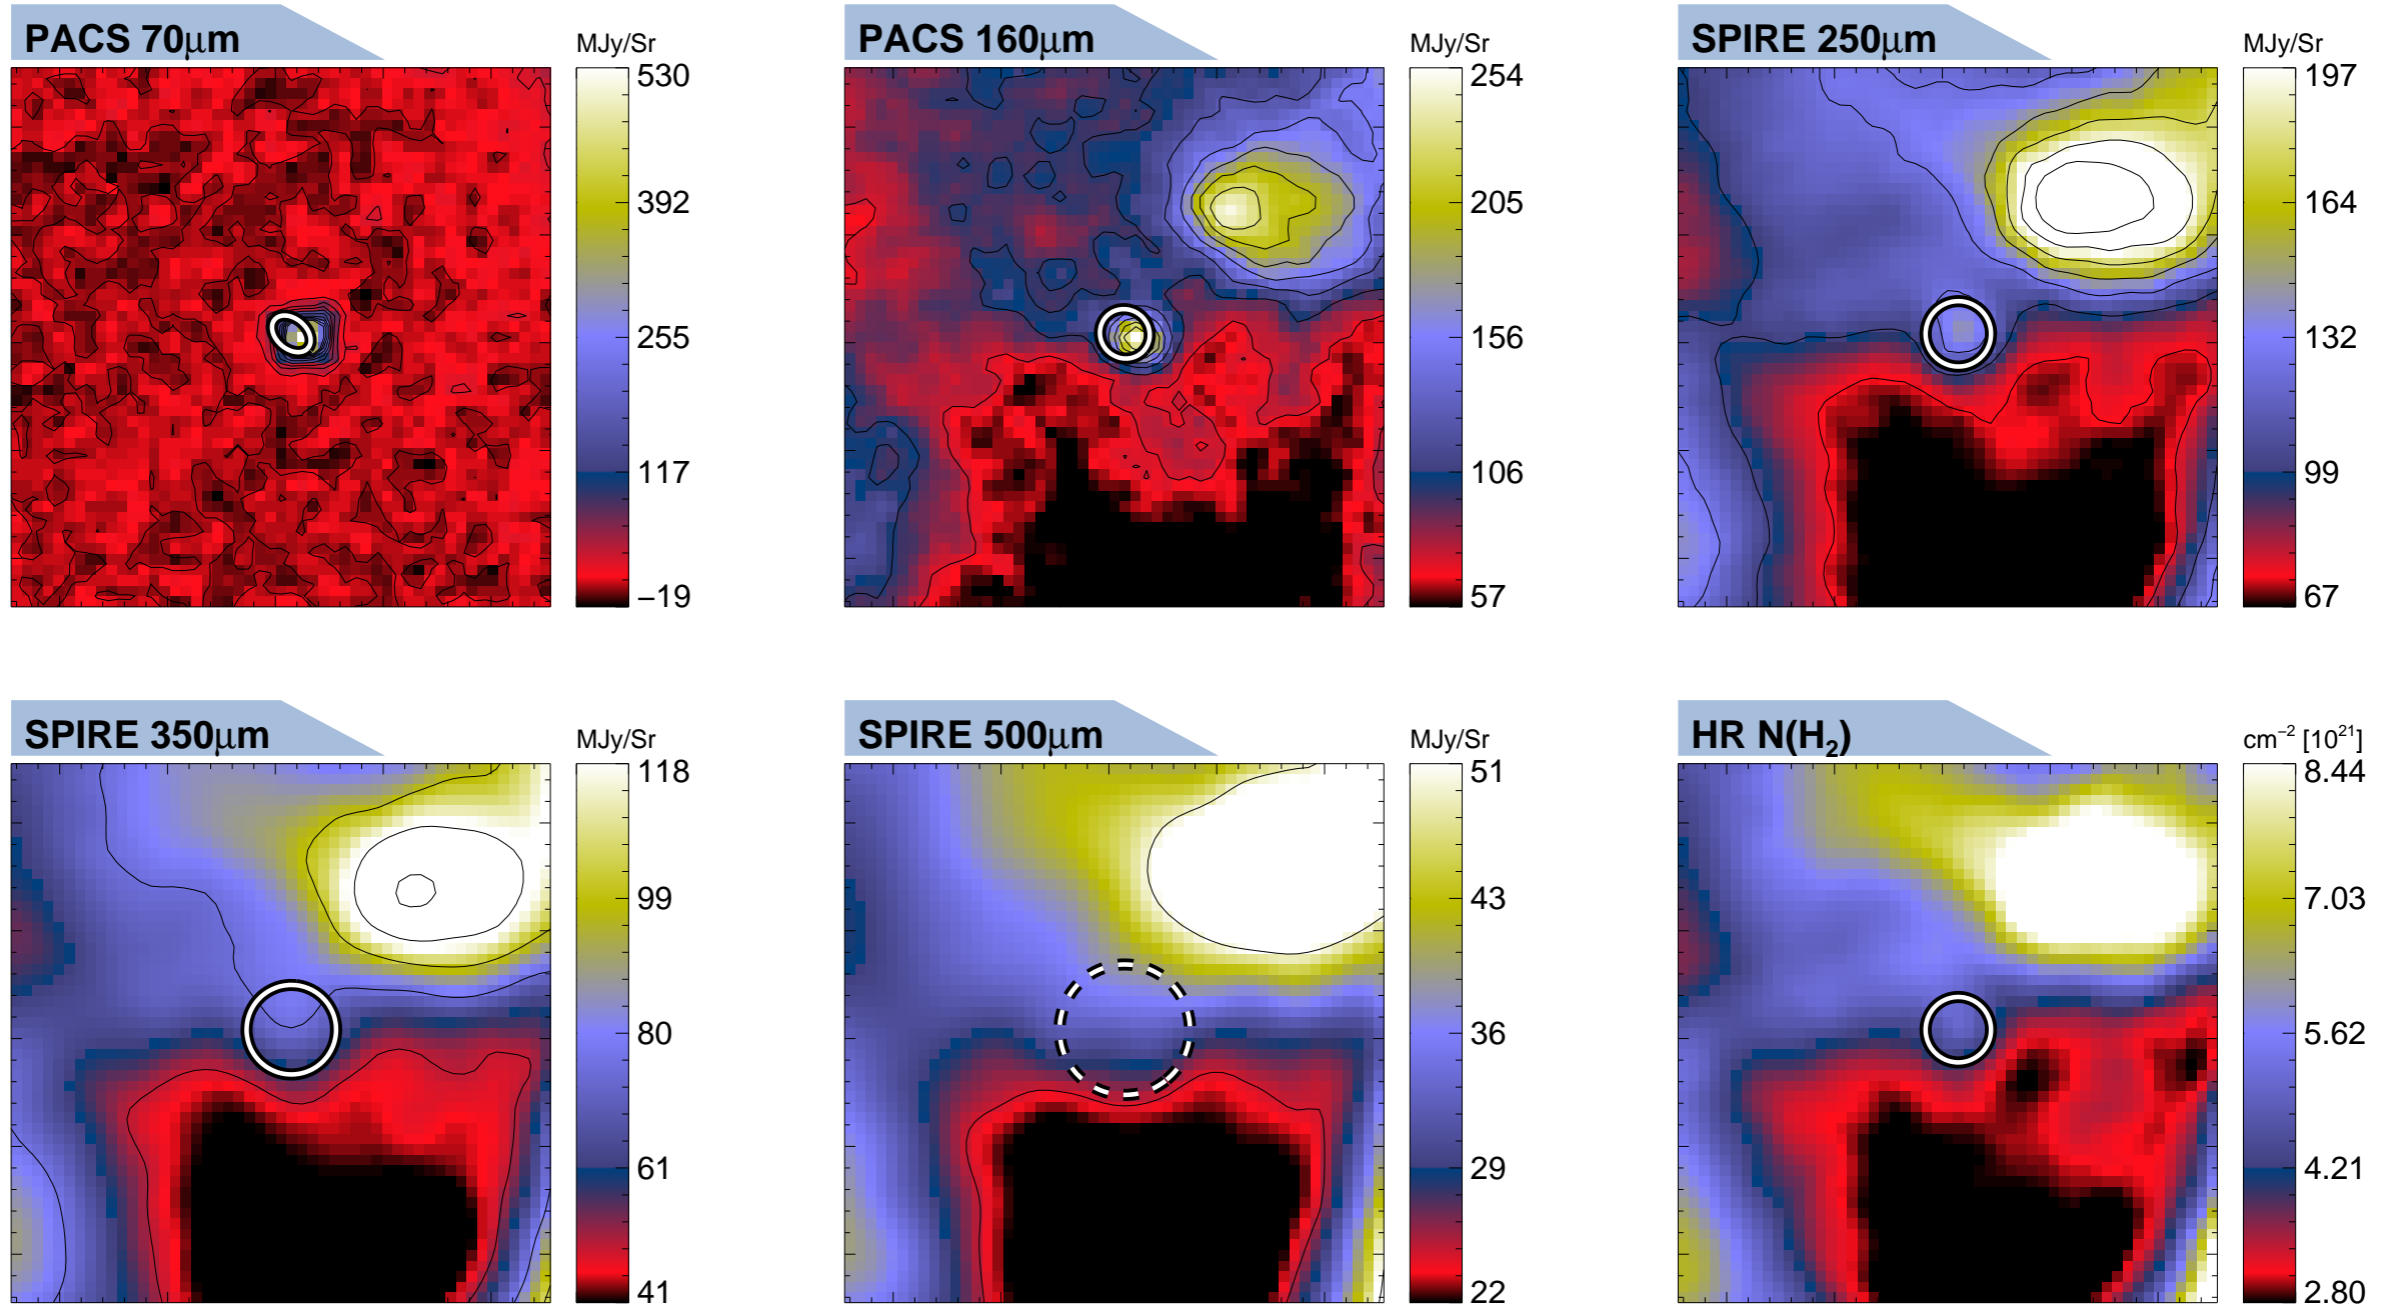 PACS 70μm
MJy/Sr
530
392
255
117
−19
PACS 160μm
MJy/Sr
254
205
156
106
57
SPIRE 250μm
MJy/Sr
197
164
132
99
67
SPIRE 350μm
MJy/Sr
118
99
80
61
41
SPIRE 500μm
MJy/Sr
51
43
36
29
22
HR N(H₂)
cm⁻² [10²¹]
8.44
7.03
5.62
4.21
2.80